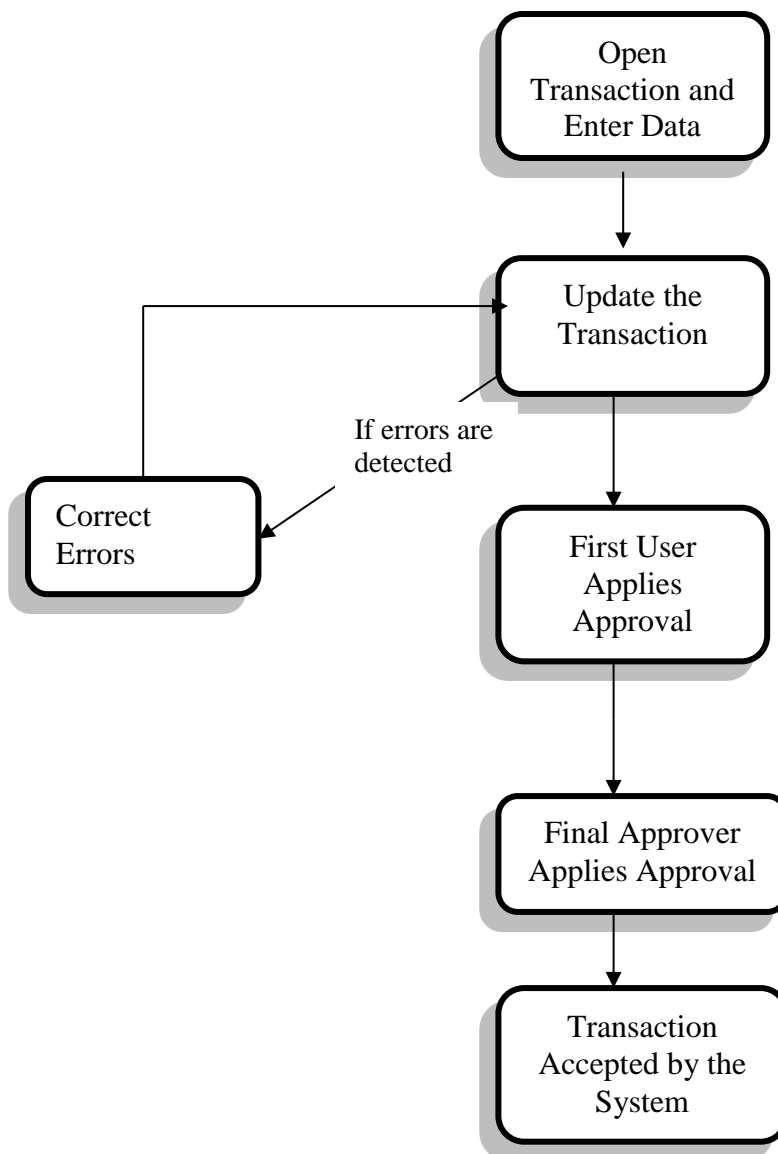 Open
Transaction and
Enter Data
Update the
Transaction
If errors are
detected
Correct
Errors
First User
Applies
Approval
Final Approver
Applies Approval
Transaction
Accepted by the
System